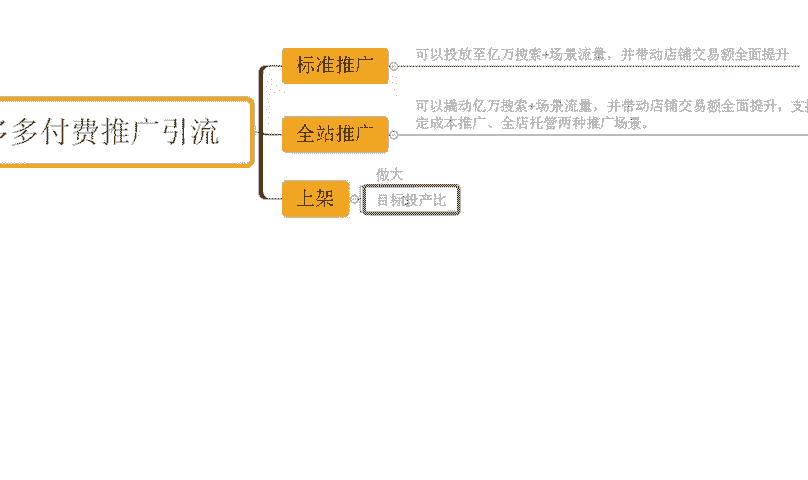 标准推广
可以投放至亿万搜索+场景流量，并带动店铺交易额全面提升
多多付费推广引流
全站推广
可以撬动亿万搜索+场景流量，并带动店铺交易额全面提升，支
定成本推广、全店托管两种推广场景。
上架
做大
目标投产比